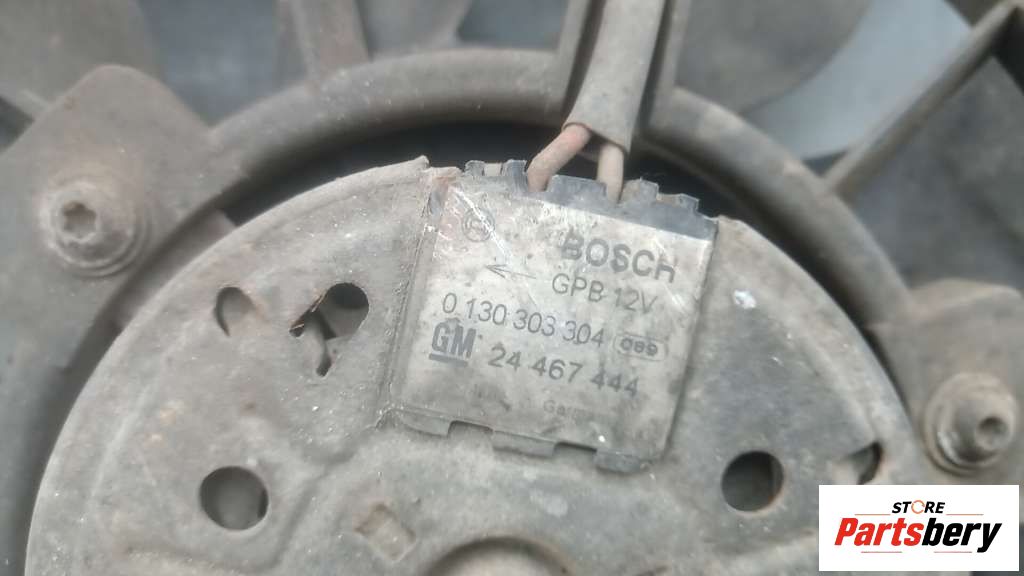 BOSCH
GPB 12V
0 130 303 304
GM 24 467 444
STORE
Partsbery